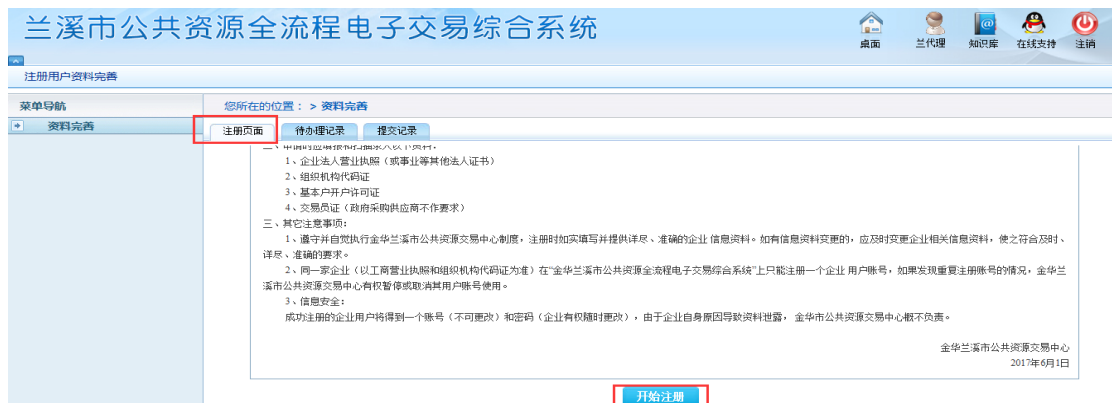 兰溪市公共资源全流程电子交易综合系统
桌面 兰代理 知识库 在线支持 注销
注册用户资料完善
菜单导航
您所在的位置： > 资料完善
资料完善
注册页面 待办理记录 提交记录
二、申请时应填报和扫描录入以下资料：
1、企业法人营业执照（或事业等其他法人证书）
2、组织机构代码证
3、基本户开户许可证
4、交易员证（政府采购供应商不作要求）
三、其它注意事项：
1、遵守并自觉执行金华兰溪市公共资源交易中心制度，注册时如实填写并提供详尽、准确的企业 信息资料。如有信息资料变更的，应及时变更企业相关信息资料，使之符合及时、
详尽、准确的要求。
2、同一家企业（以工商营业执照和组织机构代码证为准）在“金华兰溪市公共资源全流程电子交易综合系统”上只能注册一个企业 用户账号，如果发现重复注册账号的情况，金华兰
溪市公共资源交易中心有权暂停或取消其用户账号使用。
3、信息安全：
成功注册的企业用户将得到一个账号（不可更改）和密码（企业有权随时更改），由于企业自身原因导致资料泄露， 金华市公共资源交易中心概不负责。
金华兰溪市公共资源交易中心
2017年6月1日
开始注册